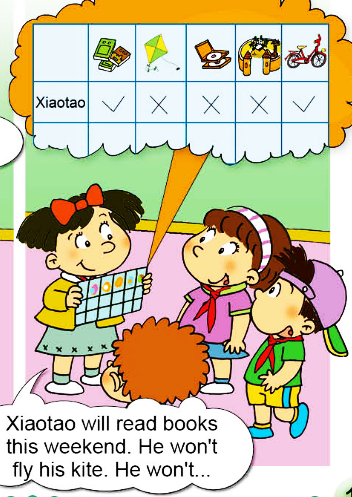 Xiaotao
Xiaotao will read books
this weekend. He won't
fly his kite. He won't...